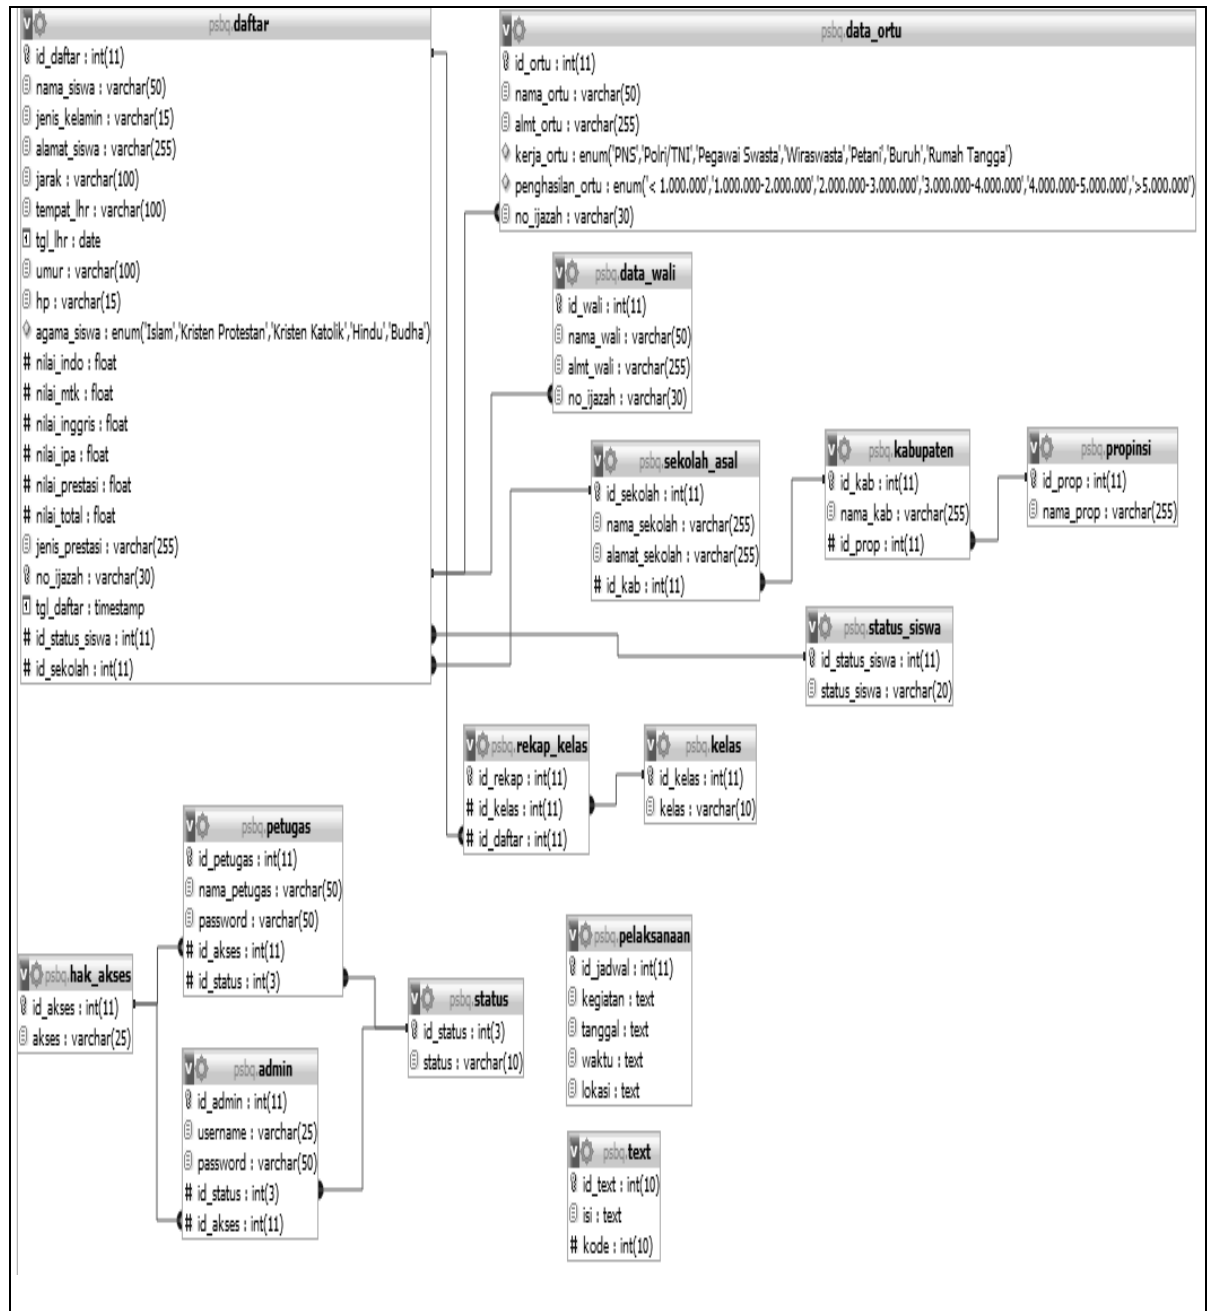 psbq.daftar
id_daftar : int(11)
nama_siswa : varchar(50)
jenis_kelamin : varchar(15)
alamat_siswa : varchar(255)
jarak : varchar(100)
tempat_lhr : varchar(100)
tgl_lhr : date
umur : varchar(100)
hp : varchar(15)
agama_siswa : enum('Islam','Kristen Protestan','Kristen Katolik','Hindu','Budha')
# nilai_indo : float
# nilai_mtk : float
# nilai_inggris : float
# nilai_ipa : float
# nilai_prestasi : float
# nilai_total : float
jenis_prestasi : varchar(255)
no_ijazah : varchar(30)
tgl_daftar : timestamp
# id_status_siswa : int(11)
# id_sekolah : int(11)
psbq.data_ortu
id_ortu : int(11)
nama_ortu : varchar(50)
almt_ortu : varchar(255)
kerja_ortu : enum('PNS','Polri/TNI','Pegawai Swasta','Wiraswasta','Petani','Buruh','Rumah Tangga')
penghasilan_ortu : enum('< 1.000.000','1.000.000-2.000.000','2.000.000-3.000.000','3.000.000-4.000.000','4.000.000-5.000.000','>5.000.000')
no_ijazah : varchar(30)
psbq.data_wali
id_wali : int(11)
nama_wali : varchar(50)
almt_wali : varchar(255)
no_ijazah : varchar(30)
psbq.sekolah_asal
id_sekolah : int(11)
nama_sekolah : varchar(255)
alamat_sekolah : varchar(255)
# id_kab : int(11)
psbq.kabupaten
id_kab : int(11)
nama_kab : varchar(255)
# id_prop : int(11)
psbq.propinsi
id_prop : int(11)
nama_prop : varchar(255)
psbq.status_siswa
id_status_siswa : int(11)
status_siswa : varchar(20)
psbq.rekap_kelas
id_rekap : int(11)
# id_kelas : int(11)
# id_daftar : int(11)
psbq.kelas
id_kelas : int(11)
kelas : varchar(10)
psbq.petugas
id_petugas : int(11)
nama_petugas : varchar(50)
password : varchar(50)
# id_akses : int(11)
# id_status : int(3)
psbq.hak_akses
id_akses : int(11)
akses : varchar(25)
psbq.status
id_status : int(3)
status : varchar(10)
psbq.admin
id_admin : int(11)
username : varchar(25)
password : varchar(50)
# id_status : int(3)
# id_akses : int(11)
psbq.pelaksanaan
id_jadwal : int(11)
kegiatan : text
tanggal : text
waktu : text
lokasi : text
psbq.text
id_text : int(10)
isi : text
# kode : int(10)